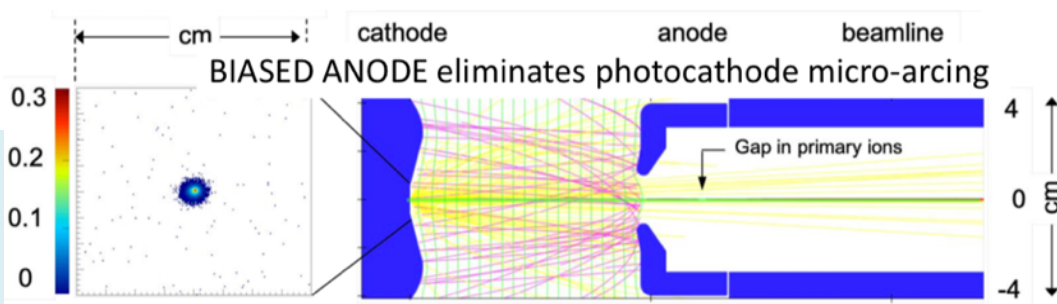 cm
cathode
anode
beamline
BIASED ANODE eliminates photocathode micro-arcing
0.3
0.2
0.1
0
Gap in primary ions
4
0
-4
cm